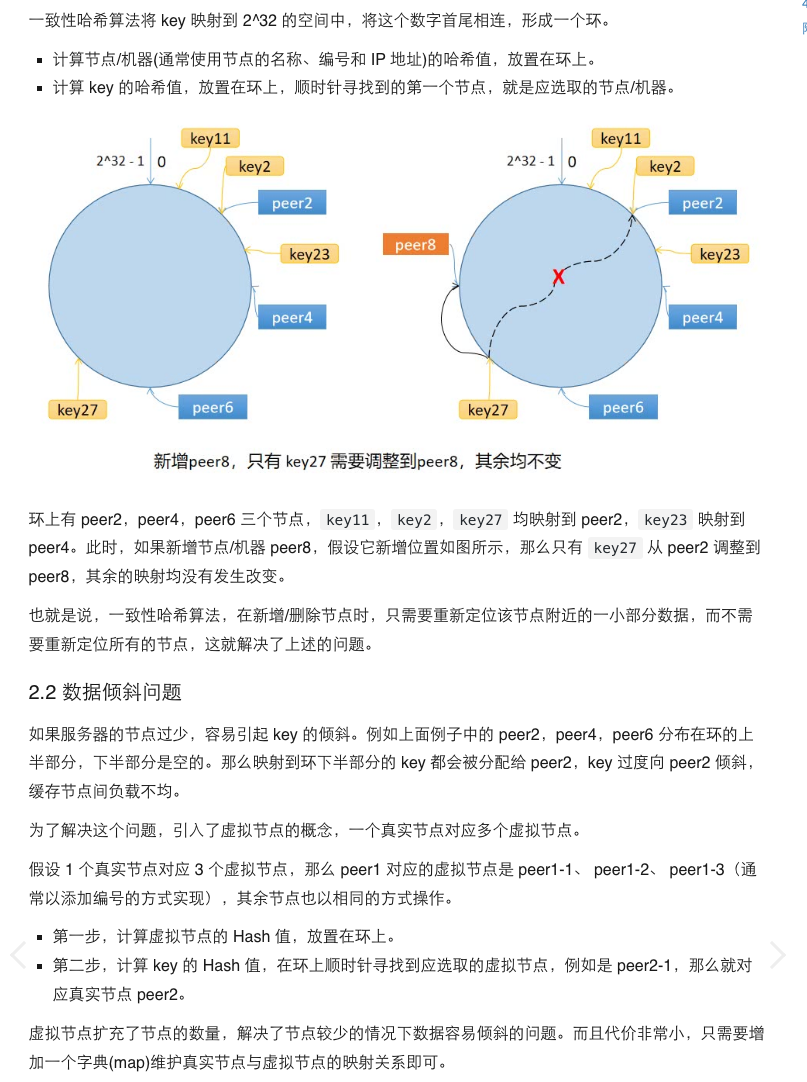 一致性哈希算法将 key 映射到 2^32 的空间中，将这个数字首尾相连，形成一个环。
▪ 计算节点/机器(通常使用节点的名称、编号和 IP 地址)的哈希值，放置在环上。
▪ 计算 key 的哈希值，放置在环上，顺时针寻找到的第一个节点，就是应选取的节点/机器。
key11
2^32 - 1
0
key2
peer2
key23
peer4
peer6
key27
key11
2^32 - 1
0
key2
peer2
peer8
X
key23
peer4
peer6
key27
新增peer8，只有 key27 需要调整到peer8，其余均不变
环上有 peer2，peer4，peer6 三个节点， key11 ， key2 ， key27 均映射到 peer2， key23 映射到
peer4。此时，如果新增节点/机器 peer8，假设它新增位置如图所示，那么只有 key27 从 peer2 调整到
peer8，其余的映射均没有发生改变。
也就是说，一致性哈希算法，在新增/删除节点时，只需要重新定位该节点附近的一小部分数据，而不需
要重新定位所有的节点，这就解决了上述的问题。
2.2 数据倾斜问题
如果服务器的节点过少，容易引起 key 的倾斜。例如上面例子中的 peer2，peer4，peer6 分布在环的上
半部分，下半部分是空的。那么映射到环下半部分的 key 都会被分配给 peer2，key 过度向 peer2 倾斜，
缓存节点间负载不均。
为了解决这个问题，引入了虚拟节点的概念，一个真实节点对应多个虚拟节点。
假设 1 个真实节点对应 3 个虚拟节点，那么 peer1 对应的虚拟节点是 peer1-1、 peer1-2、 peer1-3（通
常以添加编号的方式实现），其余节点也以相同的方式操作。
▪ 第一步，计算虚拟节点的 Hash 值，放置在环上。
▪ 第二步，计算 key 的 Hash 值，在环上顺时针寻找到应选取的虚拟节点，例如是 peer2-1，那么就对
应真实节点 peer2。
虚拟节点扩充了节点的数量，解决了节点较少的情况下数据容易倾斜的问题。而且代价非常小，只需要增
加一个字典(map)维护真实节点与虚拟节点的映射关系即可。